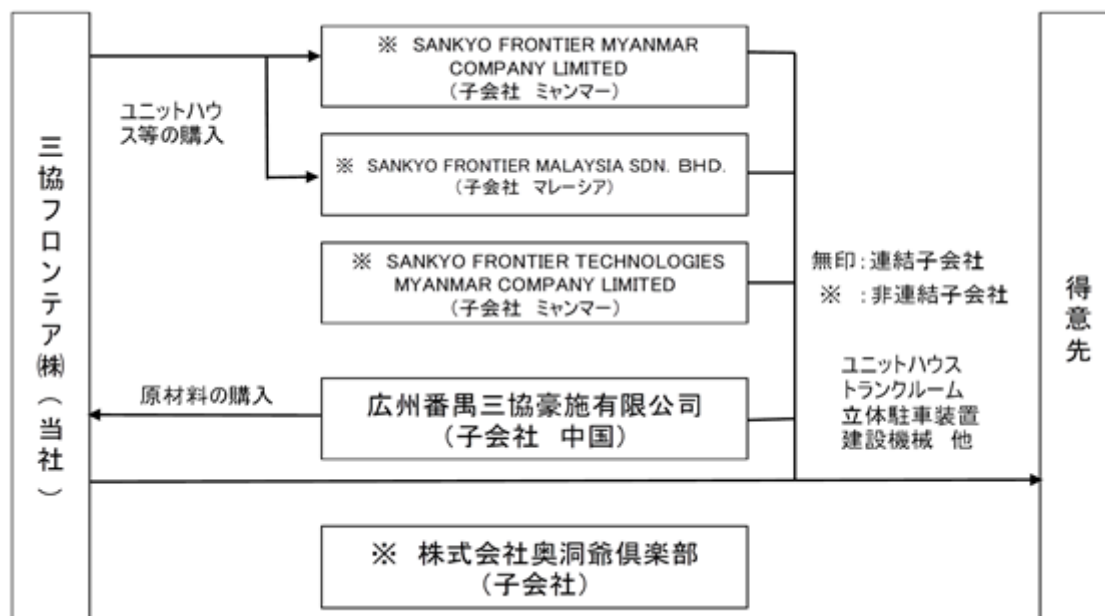 三協フロンテア㈱（当社）
ユニットハウ
ス等の購入
原材料の購入
※ SANKYO FRONTIER MYANMAR
COMPANY LIMITED
（子会社 ミャンマー）
※ SANKYO FRONTIER MALAYSIA SDN. BHD.
（子会社 マレーシア）
※ SANKYO FRONTIER TECHNOLOGIES
MYANMAR COMPANY LIMITED
（子会社 ミャンマー）
広州番禺三協豪施有限公司
（子会社 中国）
※ 株式会社奥洞爺倶楽部
（子会社）
無印：連結子会社
※ ：非連結子会社
ユニットハウス
トランクルーム
立体駐車装置
建設機械 他
得意先